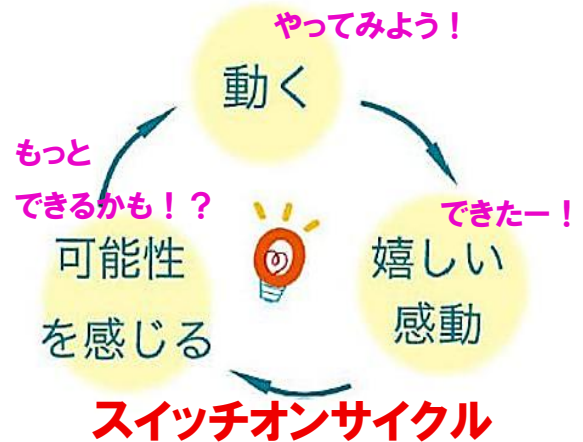 やってみよう！
動く
もっと
できるかも！？
できたー！
可能性
を感じる
嬉しい
感動
スイッチオンサイクル